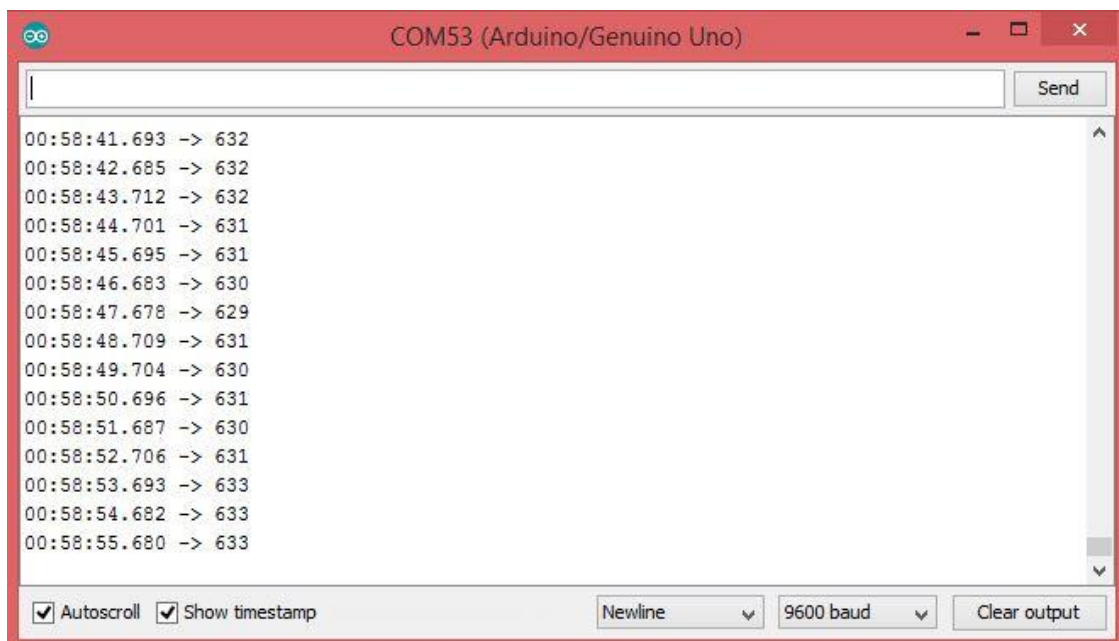 COM53 (Arduino/Genuino Uno)
Send
00:58:41.693 -> 632
00:58:42.685 -> 632
00:58:43.712 -> 632
00:58:44.701 -> 631
00:58:45.695 -> 631
00:58:46.683 -> 630
00:58:47.678 -> 629
00:58:48.709 -> 631
00:58:49.704 -> 630
00:58:50.696 -> 631
00:58:51.687 -> 630
00:58:52.706 -> 631
00:58:53.693 -> 633
00:58:54.682 -> 633
00:58:55.680 -> 633
Autoscroll Show timestamp Newline 9600 baud Clear output